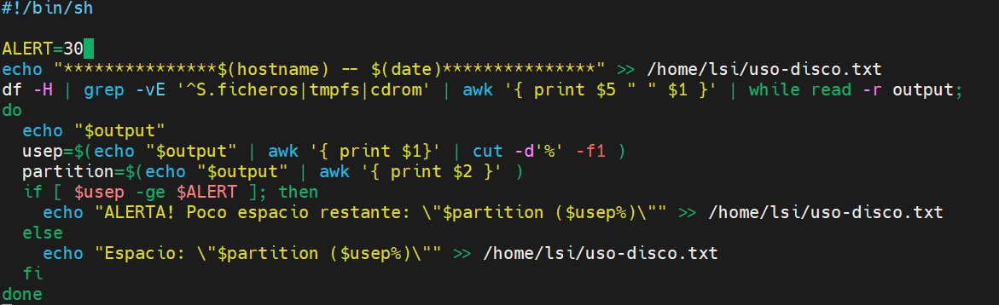 #!/bin/sh

ALERT=30
echo "***************$(hostname) -- $(date)***************" >> /home/lsi/uso-disco.txt
df -H | grep -vE '^S.ficheros|tmpfs|cdrom' | awk '{ print $5 " " $1 }' | while read -r output;
do
  echo "$output"
  usep=$(echo "$output" | awk '{ print $1}' | cut -d'%' -f1 )
  partition=$(echo "$output" | awk '{ print $2 }' )
  if [ $usep -ge $ALERT ]; then
    echo "ALERTA! Poco espacio restante: \"$partition ($usep%)\"" >> /home/lsi/uso-disco.txt
  else
    echo "Espacio: \"$partition ($usep%)\"" >> /home/lsi/uso-disco.txt
  fi
done